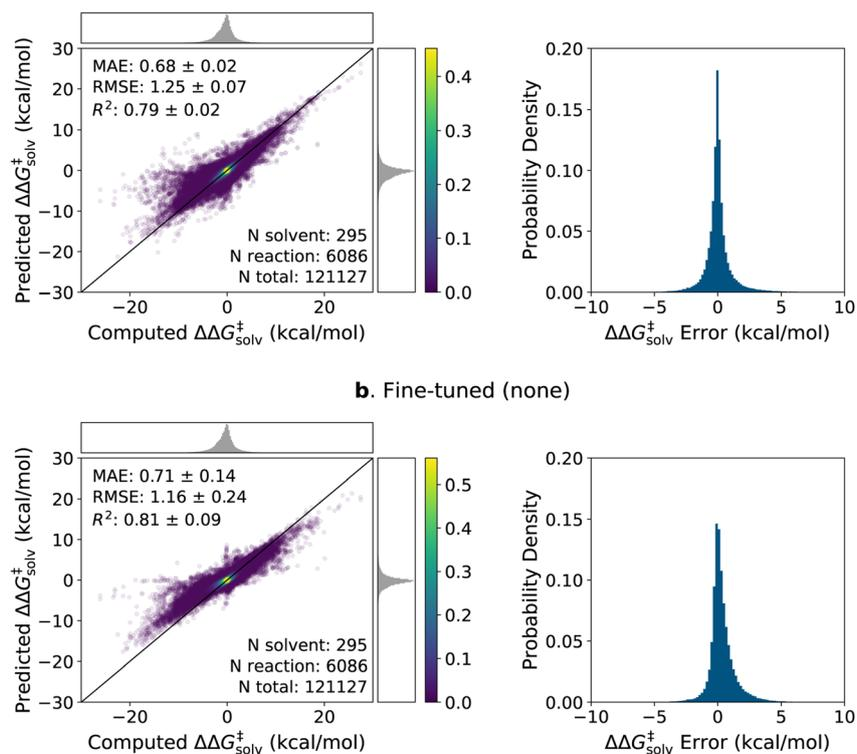 30
20
10
0
−10
−20
−30
Predicted ΔΔG‡solv (kcal/mol)
MAE: 0.68 ± 0.02
RMSE: 1.25 ± 0.07
R²: 0.79 ± 0.02
N solvent: 295
N reaction: 6086
N total: 121127
−20
0
20
Computed ΔΔG‡solv (kcal/mol)
0.4
0.3
0.2
0.1
0.0
0.20
0.15
0.10
0.05
0.00
Probability Density
−10
−5
0
5
10
ΔΔG‡solv Error (kcal/mol)
b. Fine-tuned (none)
30
20
10
0
−10
−20
−30
Predicted ΔΔG‡solv (kcal/mol)
MAE: 0.71 ± 0.14
RMSE: 1.16 ± 0.24
R²: 0.81 ± 0.09
N solvent: 295
N reaction: 6086
N total: 121127
−20
0
20
Computed ΔΔG‡solv (kcal/mol)
0.5
0.4
0.3
0.2
0.1
0.0
0.20
0.15
0.10
0.05
0.00
Probability Density
−10
−5
0
5
10
ΔΔG‡solv Error (kcal/mol)